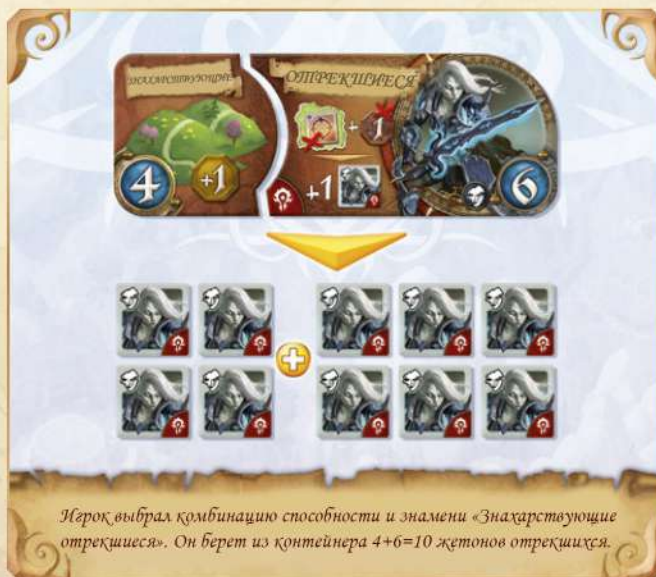 ЗНАХАРСТВУЮЩИЕ
ОТРЕКШИЕСЯ
+ 1
4 +1 +1 6
+
Игрок выбрал комбинацию способности и знамени «Знахарствующие
отрекшиеся». Он берет из контейнера 4+6=10 жетонов отрекшихся.